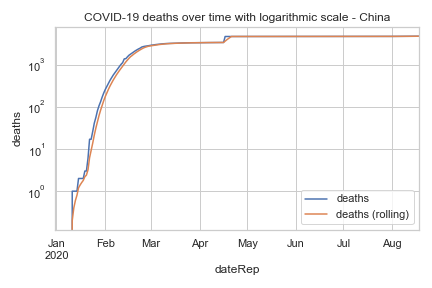 COVID-19 deaths over time with logarithmic scale - China
deaths
10³
10²
10¹
10⁰
deaths
deaths (rolling)
Jan Feb Mar Apr May Jun Jul Aug
2020
dateRep